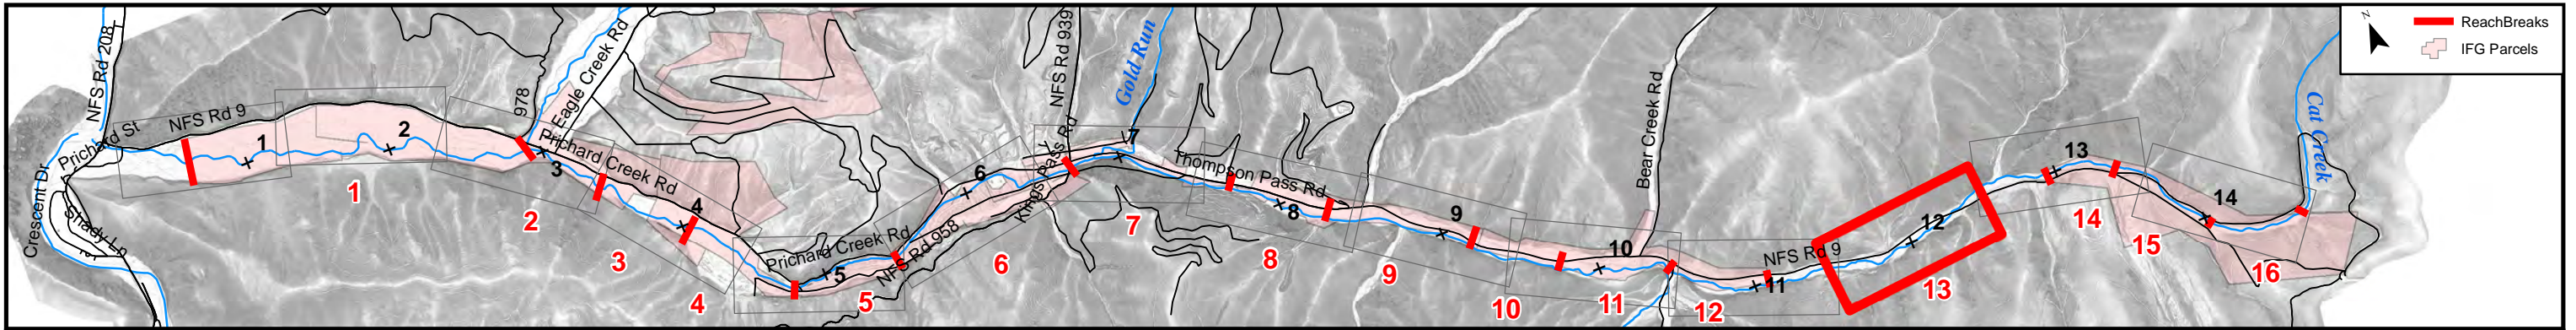 N
ReachBreaks
IFG Parcels
NFS Rd 208
Prichard St
NFS Rd 9
Crescent Dr
Shady Lp
978
Eagle Creek Rd
Prichard Creek Rd
NFS Rd 939
Gold Run
Kings Pass Rd
Prichard Creek Rd
NFS Rd 958
Thompson Pass Rd
Bear Creek Rd
NFS Rd 9
Cat Creek
1
2
3
4
5
6
7
8
9
10
11
12
13
14
1
2
3
4
5
6
7
8
9
10
11
12
13
14
15
16